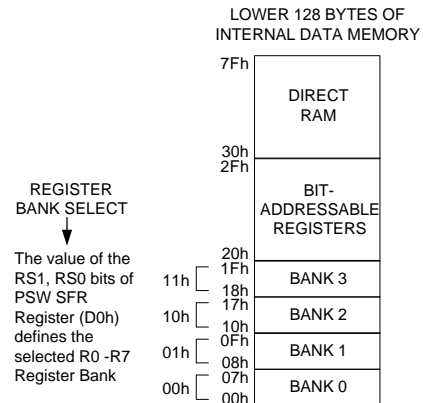 LOWER 128 BYTES OF
INTERNAL DATA MEMORY
7Fh
DIRECT
RAM
30h
2Fh
BIT-
ADDRESSABLE
REGISTERS
20h
REGISTER
BANK SELECT
The value of the
RS1, RS0 bits of
PSW SFR
Register (D0h)
defines the
selected R0 -R7
Register Bank
11h
1Fh
18h
BANK 3
10h
17h
10h
BANK 2
01h
0Fh
08h
BANK 1
00h
07h
00h
BANK 0